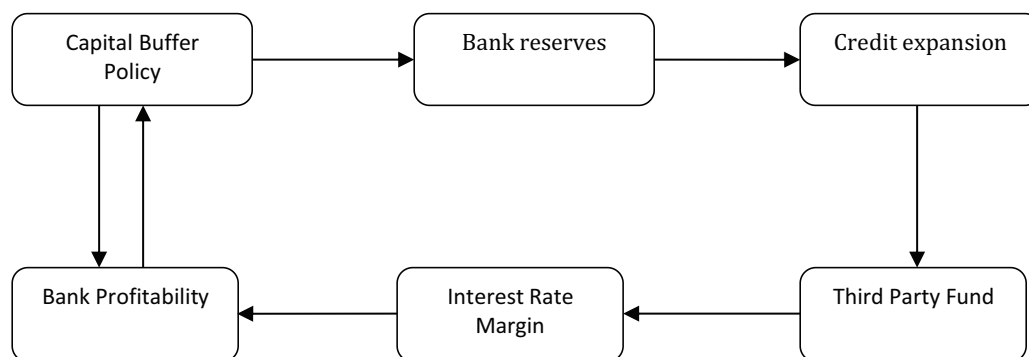 Capital Buffer
Policy
Bank reserves
Credit expansion
Bank Profitability
Interest Rate
Margin
Third Party Fund